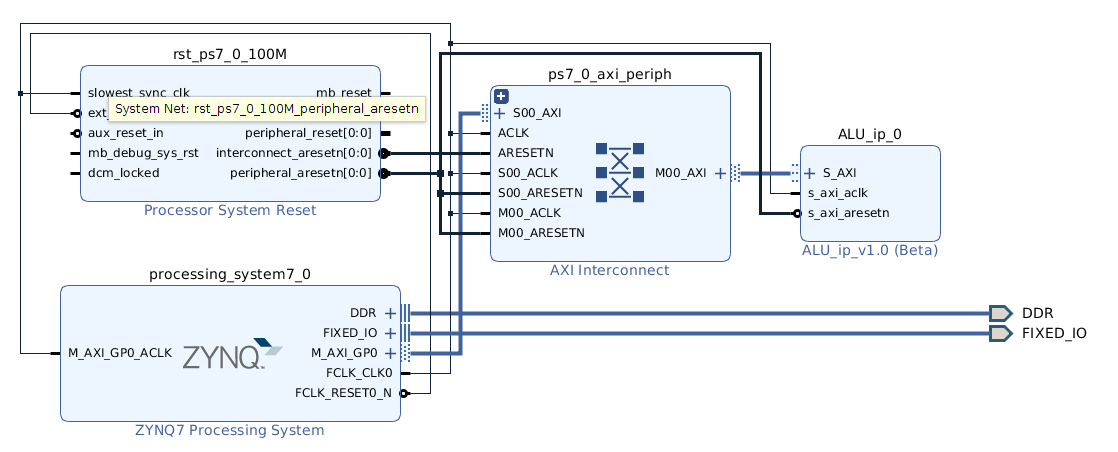 rst_ps7_0_100M
slowest_sync_clk
mb_reset
ext
System Net: rst_ps7_0_100M_peripheral_aresetn
aux_reset_in
peripheral_reset[0:0]
mb_debug_sys_rst
interconnect_aresetn[0:0]
dcm_locked
peripheral_aresetn[0:0]
Processor System Reset
ps7_0_axi_periph
S00_AXI
ACLK
ARESETN
S00_ACLK
M00_AXI
S00_ARESETN
M00_ACLK
M00_ARESETN
AXI Interconnect
ALU_ip_0
S_AXI
s_axi_aclk
s_axi_aresetn
ALU_ip_v1.0 (Beta)
processing_system7_0
DDR
FIXED_IO
M_AXI_GP0_ACLK
ZYNQ
M_AXI_GP0
FCLK_CLK0
FCLK_RESET0_N
ZYNQ7 Processing System
DDR
FIXED_IO